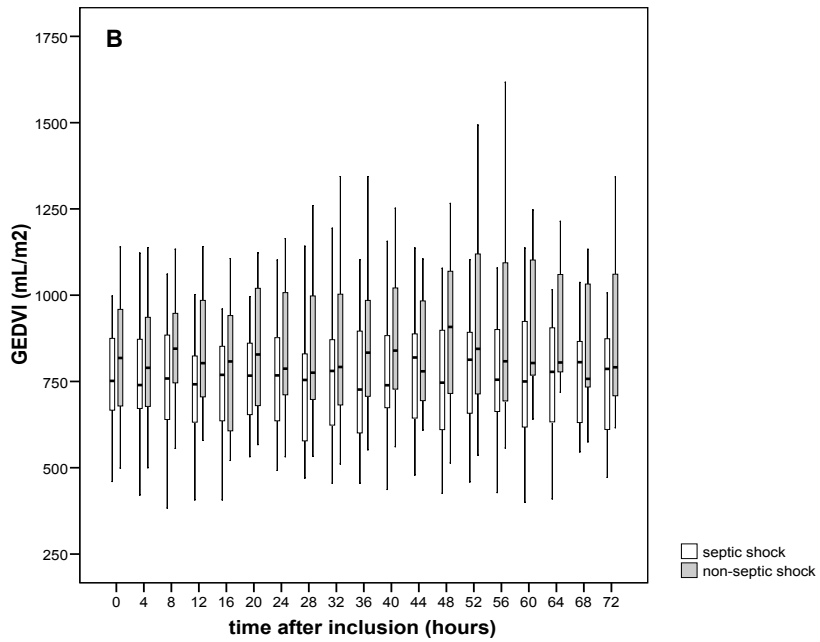 B
1750
1500
1250
1000
750
500
250
GEDVI (mL/m2)
0 4 8 12 16 20 24 28 32 36 40 44 48 52 56 60 64 68 72
time after inclusion (hours)
septic shock
non-septic shock